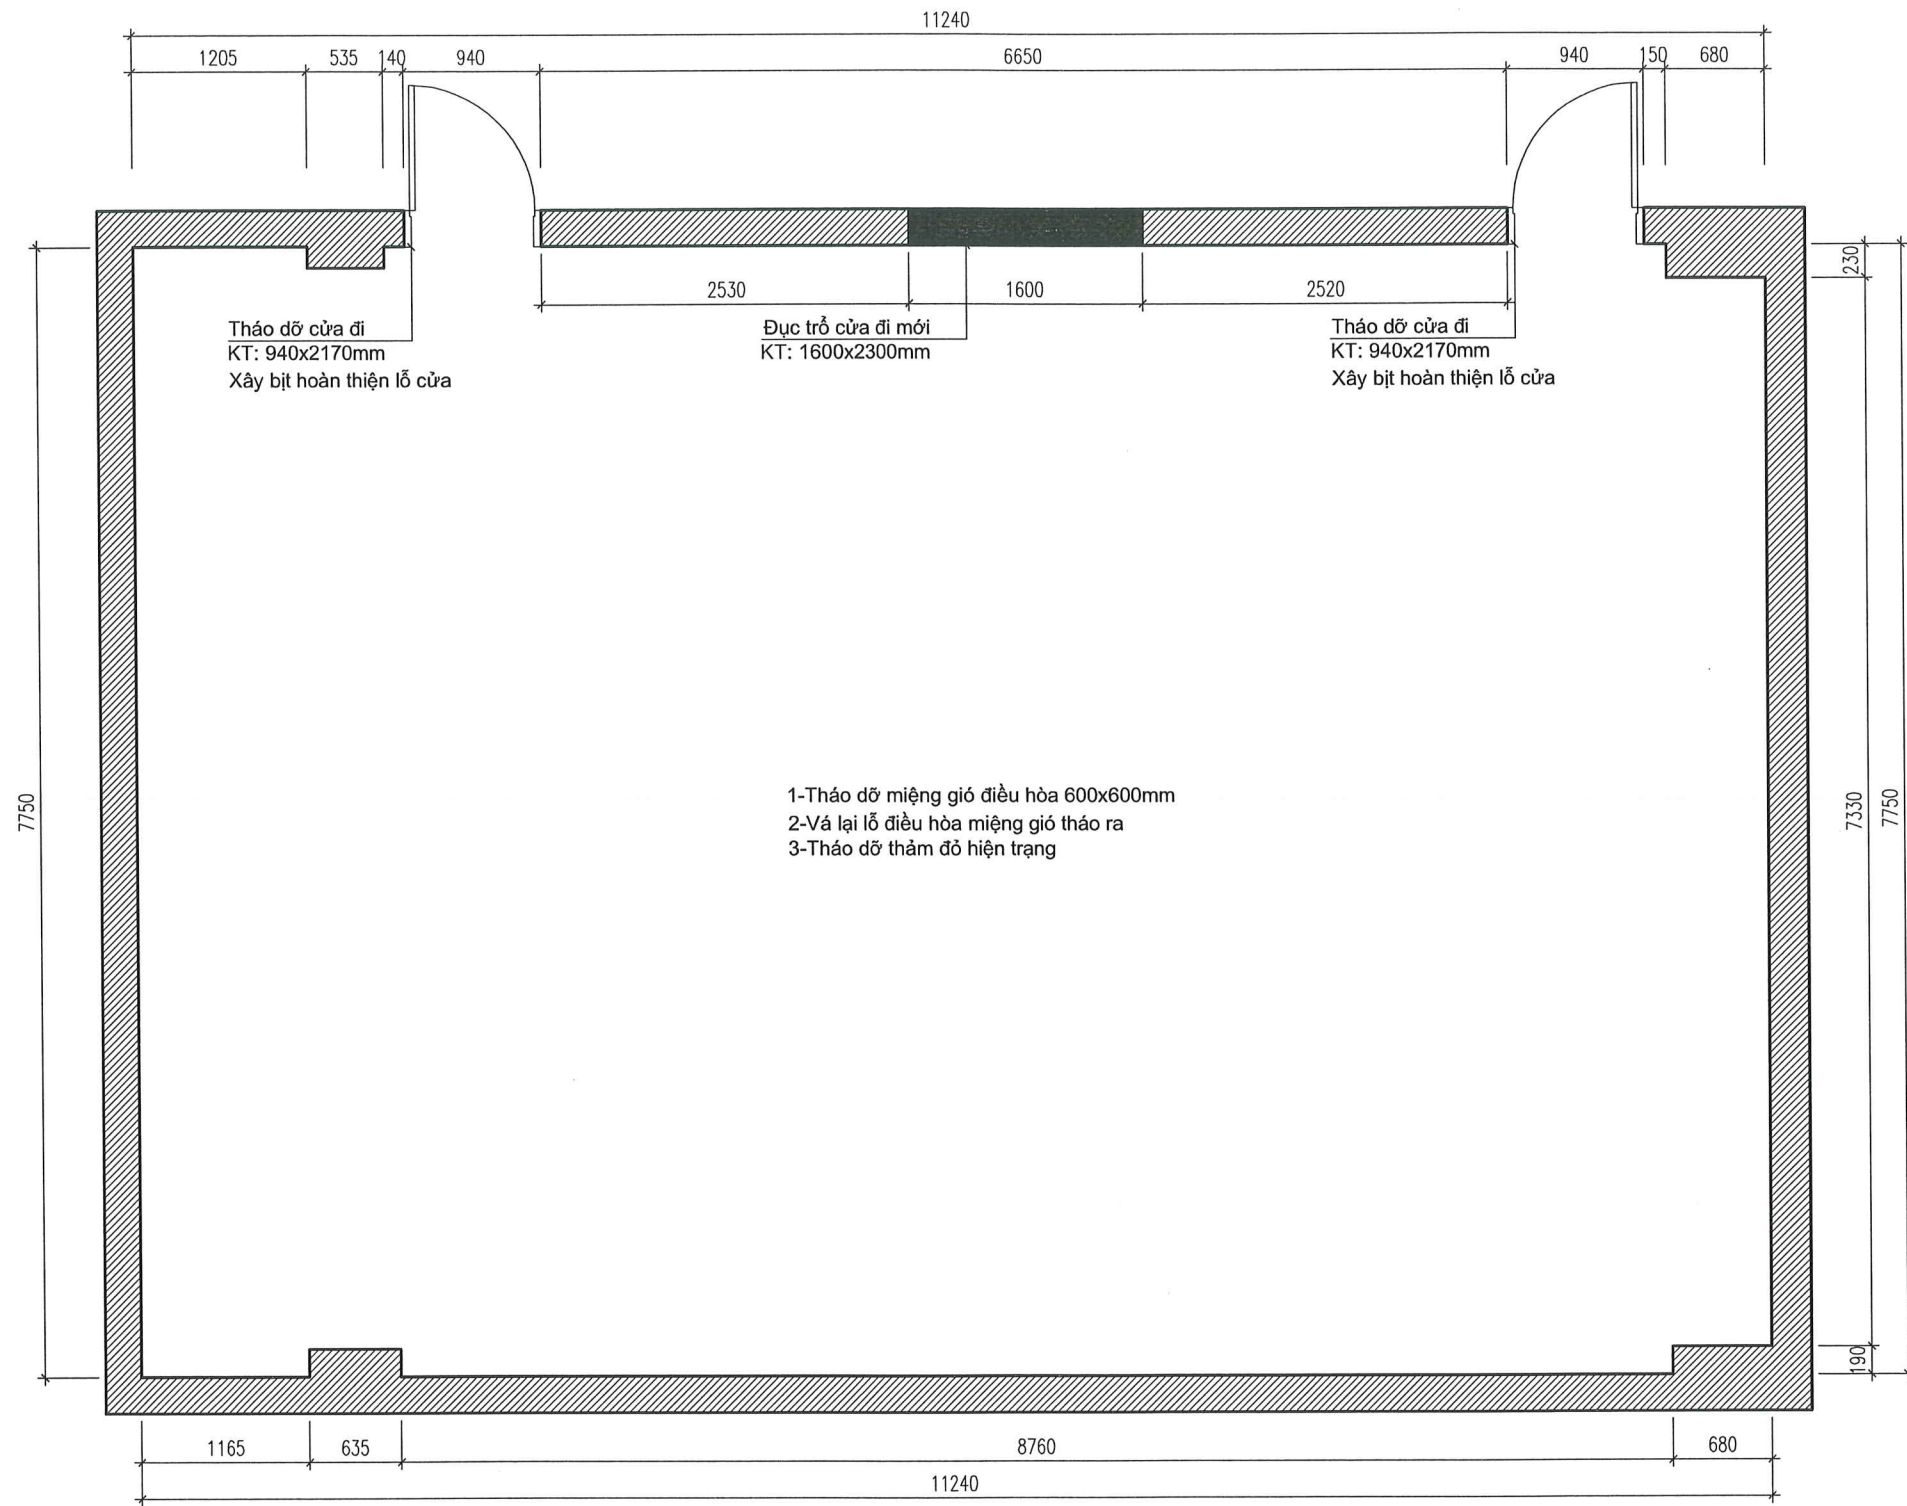 11240
1205 535 140 940 6650 940 150 680
230
2530 1600 2520
Tháo dỡ cửa đi
KT: 940x2170mm
Xây bịt hoàn thiện lỗ cửa
Đục trổ cửa đi mới
KT: 1600x2300mm
Tháo dỡ cửa đi
KT: 940x2170mm
Xây bịt hoàn thiện lỗ cửa
7750
1-Tháo dỡ miệng gió điều hòa 600x600mm
2-Vá lại lỗ điều hòa miệng gió tháo ra
3-Tháo dỡ thảm đỏ hiện trạng
7330
7750
190
1165 635 8760 680
11240